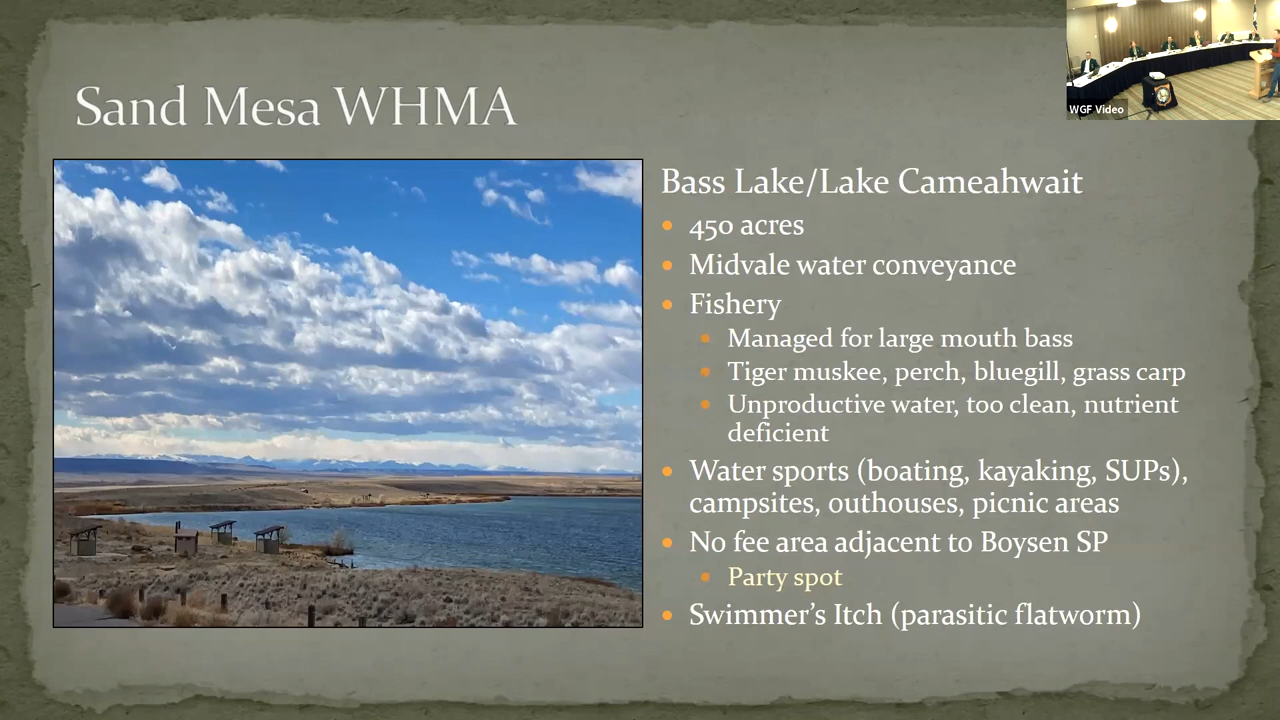 WGF Video
Sand Mesa WHMA
Bass Lake/Lake Cameahwait
• 450 acres
• Midvale water conveyance
• Fishery
• Managed for large mouth bass
• Tiger muskee, perch, bluegill, grass carp
• Unproductive water, too clean, nutrient
deficient
• Water sports (boating, kayaking, SUPs),
campsites, outhouses, picnic areas
• No fee area adjacent to Boysen SP
• Party spot
• Swimmer's Itch (parasitic flatworm)